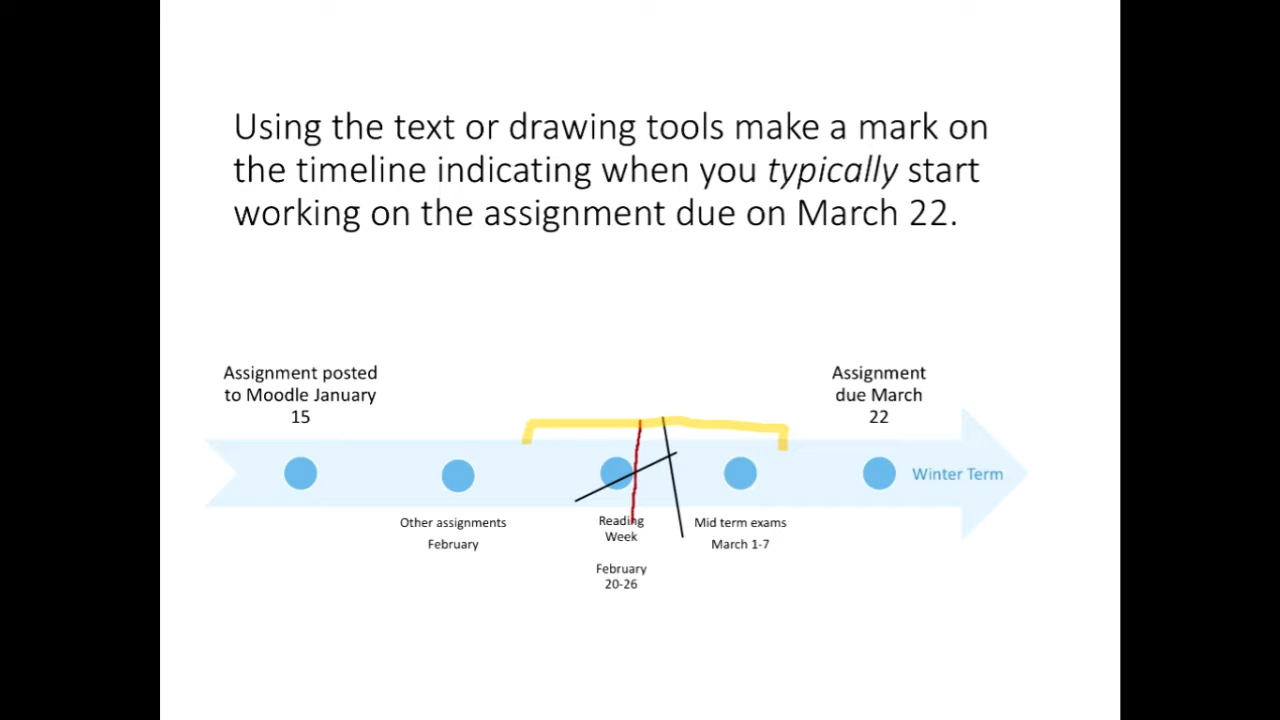 Using the text or drawing tools make a mark on
the timeline indicating when you typically start
working on the assignment due on March 22.
Assignment posted
to Moodle January
15
Assignment
due March
22
Winter Term
Other assignments
February
Reading
Week
February
20-26
Mid term exams
March 1-7